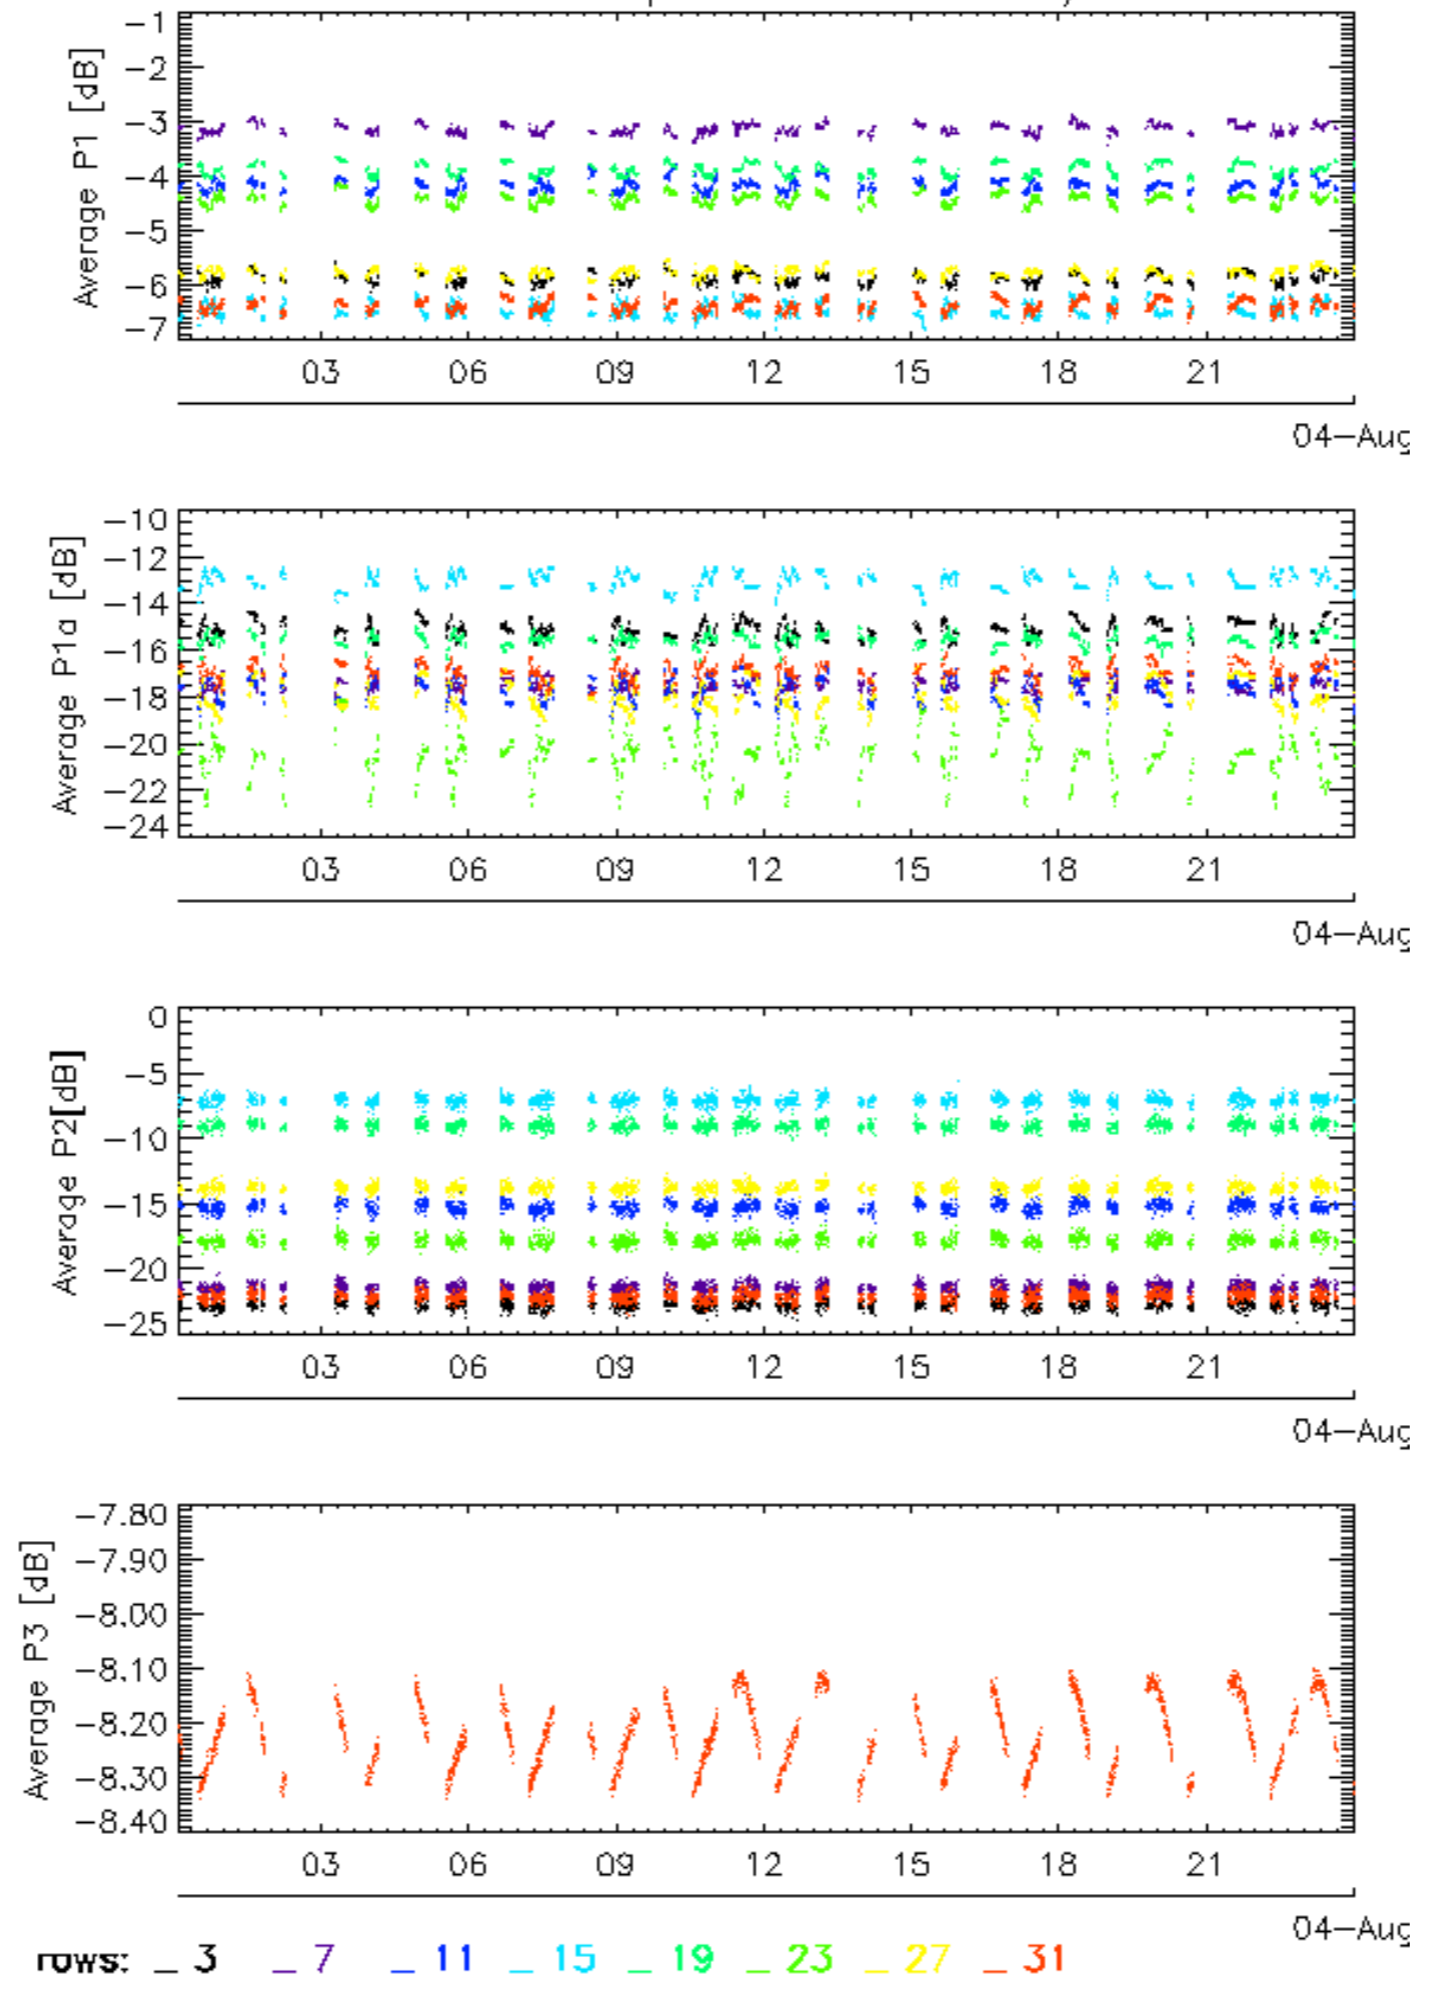 Average P1 [dB]
-1
-2
-3
-4
-5
-6
-7
03 06 09 12 15 18 21
04-Aug
Average P1a [dB]
-10
-12
-14
-16
-18
-20
-22
-24
03 06 09 12 15 18 21
04-Aug
Average P2[dB]
0
-5
-10
-15
-20
-25
03 06 09 12 15 18 21
04-Aug
Average P3 [dB]
-7.80
-7.90
-8.00
-8.10
-8.20
-8.30
-8.40
03 06 09 12 15 18 21
04-Aug
rows: _ 3 _ 7 _ 11 _ 15 _ 19 _ 23 _ 27 _ 31